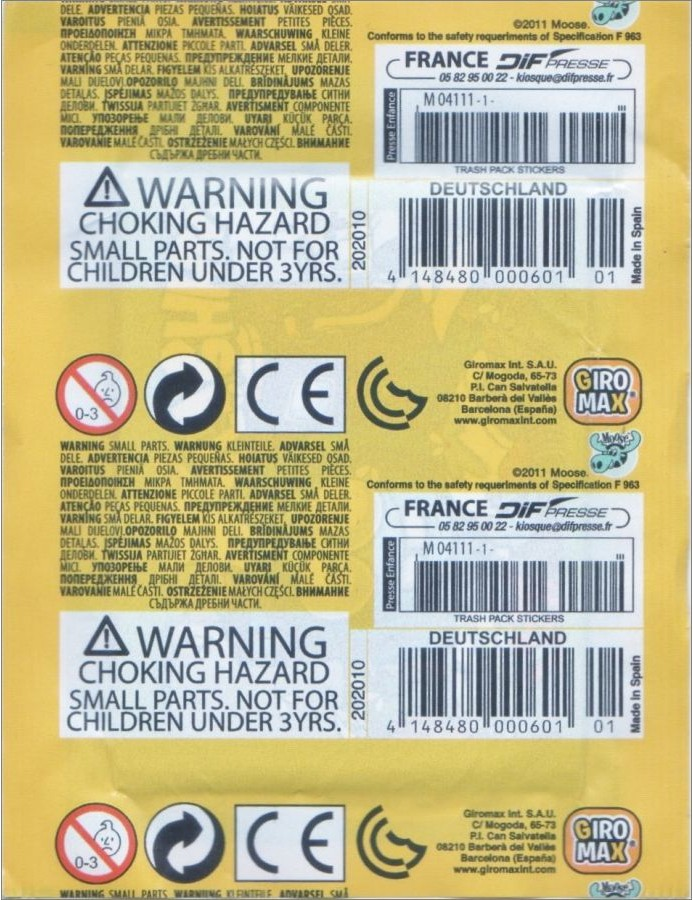 DELE. ADVERTENCIA PIEZAS PEQUEÑAS. HOIATUS VÄIKESED OSAD.
VAROITUS PIENIÄ OSIA. AVERTISSEMENT PETITES PIÈCES.
ΠΡΟΕΙΔΟΠΟΙΗΣΗ ΜΙΚΡΑ ΤΜΗΜΑΤΑ. WAARSCHUWING KLEINE
ONDERDELEN. ATTENZIONE PICCOLE PARTI. ADVARSEL SMÅ DELER.
ATENÇÃO PEÇAS PEQUENAS. ПРЕДУПРЕЖДЕНИЕ МЕЛКИЕ ДЕТАЛИ.
VARNING SMÅ DELAR. FIGYELEM KIS ALKATRÉSZEKET. UPOZORENJE
MALI DIJELOVI.OPOZORILO MAJHNI DELI. BRĪDINĀJUMS MAZAS
DETAĻAS. ĮSPĖJIMAS MAŽOS DALYS. ПРЕДУПРЕДУВАЊЕ СИТНИ
ДЕЛОВИ. TWISSIJA PARTIJIET ŻGĦAR. AVERTISMENT COMPONENTE
MICI. УПОЗОРЕЊЕ МАЛИ ДЕЛОВИ. UYARI KÜÇÜK PARÇA.
ПОПЕРЕДЖЕННЯ ДРІБНІ ДЕТАЛІ. VAROVÁNÍ MALÉ ČÁSTI.
VAROVANIE MALÉ ČASTI. OSTRZEŻENIE MAŁYCH CZĘŚCI. ВНИМАНИЕ
СЪДЪРЖА ДРЕБНИ ЧАСТИ.
©2011 Moose.
Conforms to the safety requeriments of Specification F 963
FRANCE DiF PRESSE
05 82 95 00 22 - kiosque@difpresse.fr
Presse Enfance
M 04111 - 1 -
TRASH PACK STICKERS
WARNING
CHOKING HAZARD
SMALL PARTS. NOT FOR
CHILDREN UNDER 3YRS.
202010
DEUTSCHLAND
4 148480 000601 01
Made in Spain
0-3
CE
Giromax Int. S.A.U.
C/ Mogoda, 65-73
P.I. Can Salvatella
08210 Barberà del Vallès
Barcelona (España)
www.giromaxint.com
GIRO
MAX
WARNING SMALL PARTS. WARNUNG KLEINTEILE. ADVARSEL SMÅ
DELE. ADVERTENCIA PIEZAS PEQUEÑAS. HOIATUS VÄIKESED OSAD.
VAROITUS PIENIÄ OSIA. AVERTISSEMENT PETITES PIÈCES.
ΠΡΟΕΙΔΟΠΟΙΗΣΗ ΜΙΚΡΑ ΤΜΗΜΑΤΑ. WAARSCHUWING KLEINE
ONDERDELEN. ATTENZIONE PICCOLE PARTI. ADVARSEL SMÅ DELER.
ATENÇÃO PEÇAS PEQUENAS. ПРЕДУПРЕЖДЕНИЕ МЕЛКИЕ ДЕТАЛИ.
VARNING SMÅ DELAR. FIGYELEM KIS ALKATRÉSZEKET. UPOZORENJE
MALI DIJELOVI.OPOZORILO MAJHNI DELI. BRĪDINĀJUMS MAZAS
DETAĻAS. ĮSPĖJIMAS MAŽOS DALYS. ПРЕДУПРЕДУВАЊЕ СИТНИ
ДЕЛОВИ. TWISSIJA PARTIJIET ŻGĦAR. AVERTISMENT COMPONENTE
MICI. УПОЗОРЕЊЕ МАЛИ ДЕЛОВИ. UYARI KÜÇÜK PARÇA.
ПОПЕРЕДЖЕННЯ ДРІБНІ ДЕТАЛІ. VAROVÁNÍ MALÉ ČÁSTI.
VAROVANIE MALÉ ČASTI. OSTRZEŻENIE MAŁYCH CZĘŚCI. ВНИМАНИЕ
СЪДЪРЖА ДРЕБНИ ЧАСТИ.
Moose
©2011 Moose.
Conforms to the safety requeriments of Specification F 963
FRANCE DiF PRESSE
05 82 95 00 22 - kiosque@difpresse.fr
Presse Enfance
M 04111 - 1 -
TRASH PACK STICKERS
WARNING
CHOKING HAZARD
SMALL PARTS. NOT FOR
CHILDREN UNDER 3YRS.
202010
DEUTSCHLAND
4 148480 000601 01
Made in Spain
0-3
CE
Giromax Int. S.A.U.
C/ Mogoda, 65-73
P.I. Can Salvatella
08210 Barberà del Vallès
Barcelona (España)
www.giromaxint.com
GIRO
MAX
WARNING SMALL PARTS. WARNUNG KLEINTEILE. ADVARSEL SMÅ
Moose